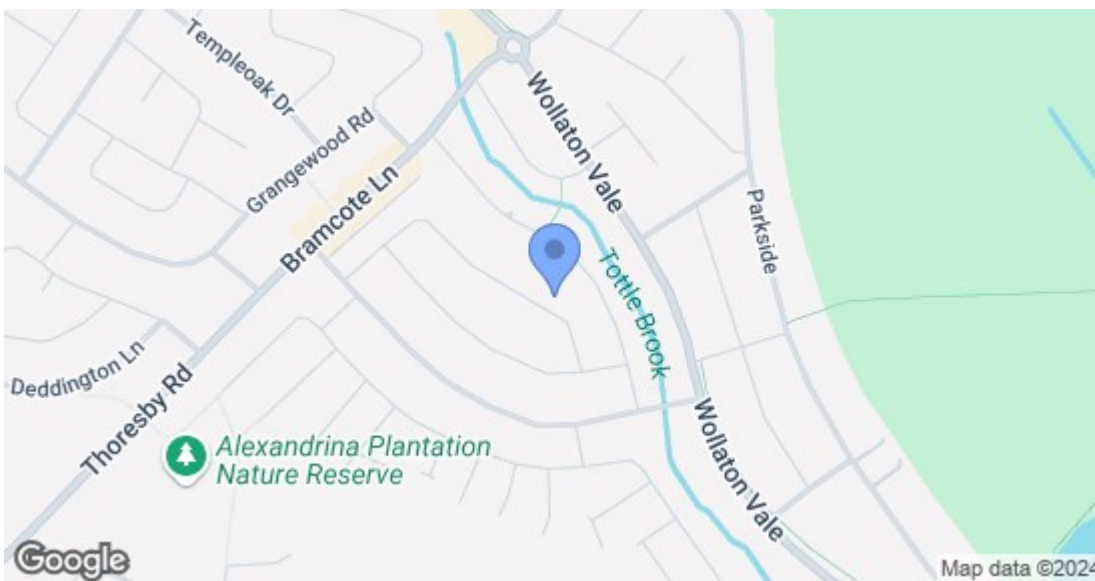 Templeoak Dr
Grangewood Rd
Bramcote Ln
Wollaton Vale
Parkside
Tottle Brook
Deddington Ln
Thoresby Rd
Alexandrina Plantation
Nature Reserve
Wollaton Vale
Google
Map data ©2024